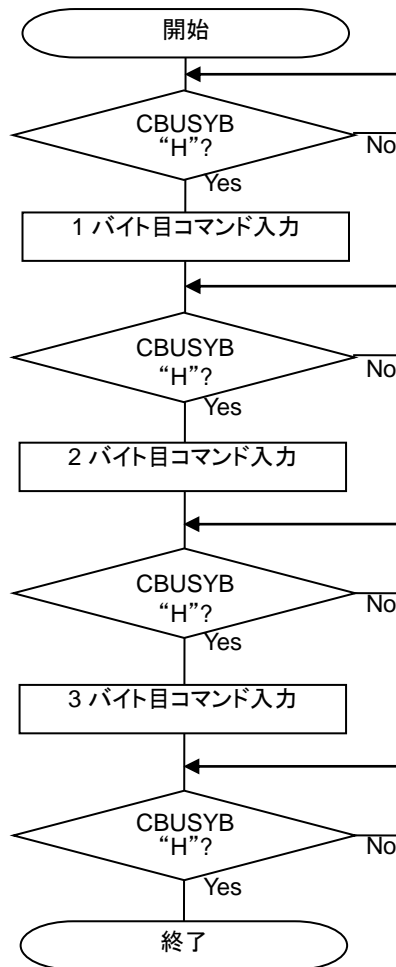 開始
CBUSYB
“H”?
No
Yes
1 バイト目コマンド入力
CBUSYB
“H”?
No
Yes
2 バイト目コマンド入力
CBUSYB
“H”?
No
Yes
3 バイト目コマンド入力
CBUSYB
“H”?
No
Yes
終了